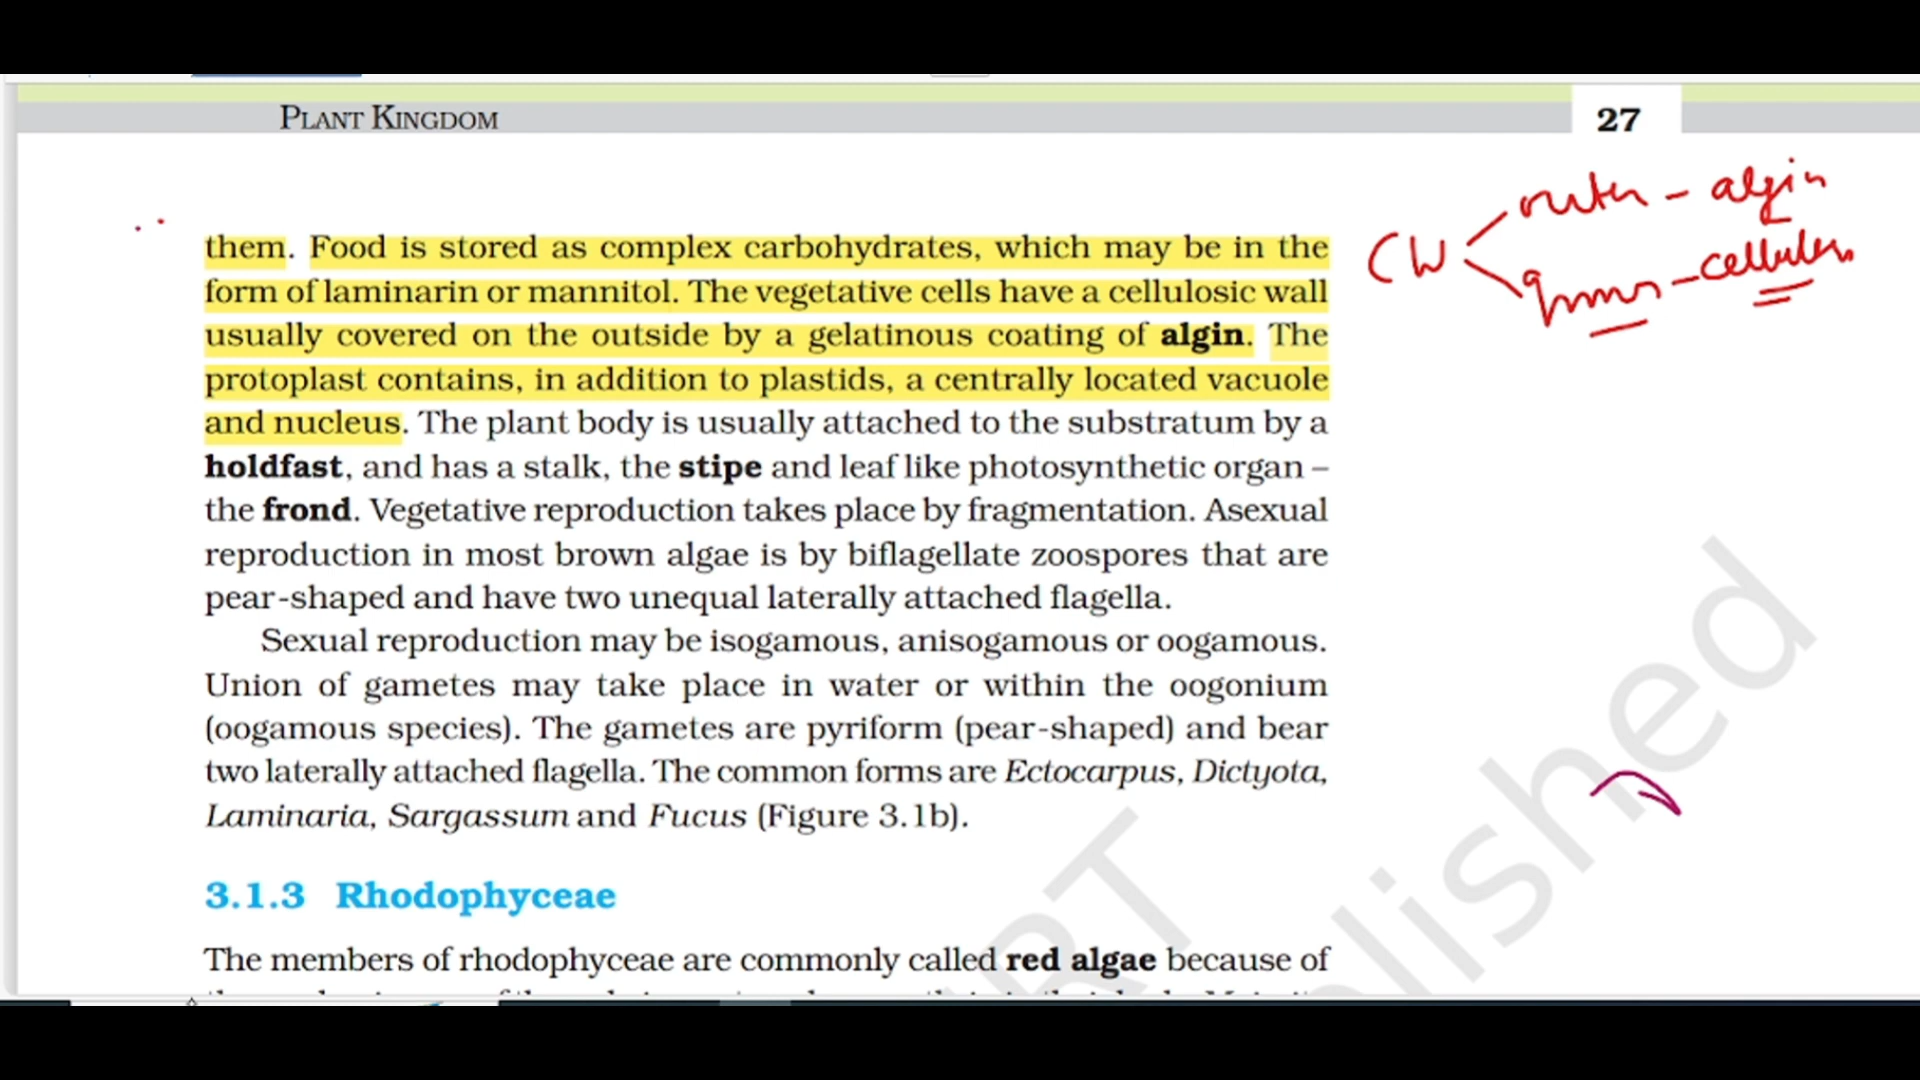 PLANT KINGDOM
27
them. Food is stored as complex carbohydrates, which may be in the
form of laminarin or mannitol. The vegetative cells have a cellulosic wall
usually covered on the outside by a gelatinous coating of algin. The
protoplast contains, in addition to plastids, a centrally located vacuole
and nucleus. The plant body is usually attached to the substratum by a
holdfast, and has a stalk, the stipe and leaf like photosynthetic organ –
the frond. Vegetative reproduction takes place by fragmentation. Asexual
reproduction in most brown algae is by biflagellate zoospores that are
pear-shaped and have two unequal laterally attached flagella.
Sexual reproduction may be isogamous, anisogamous or oogamous.
Union of gametes may take place in water or within the oogonium
(oogamous species). The gametes are pyriform (pear-shaped) and bear
two laterally attached flagella. The common forms are Ectocarpus, Dictyota,
Laminaria, Sargassum and Fucus (Figure 3.1b).
3.1.3 Rhodophyceae
The members of rhodophyceae are commonly called red algae because of
CW
outer - algin